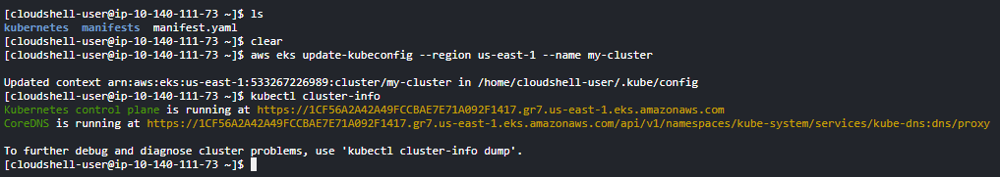 [cloudshell-user@ip-10-140-111-73 ~]$ ls
kubernetes  manifests  manifest.yaml
[cloudshell-user@ip-10-140-111-73 ~]$ clear
[cloudshell-user@ip-10-140-111-73 ~]$ aws eks update-kubeconfig --region us-east-1 --name my-cluster
Updated context arn:aws:eks:us-east-1:533267226989:cluster/my-cluster in /home/cloudshell-user/.kube/config
[cloudshell-user@ip-10-140-111-73 ~]$ kubectl cluster-info
Kubernetes control plane is running at https://1CF56A2A42A49FCCBAE7E71A092F1417.gr7.us-east-1.eks.amazonaws.com
CoreDNS is running at https://1CF56A2A42A49FCCBAE7E71A092F1417.gr7.us-east-1.eks.amazonaws.com/api/v1/namespaces/kube-system/services/kube-dns:dns/proxy
To further debug and diagnose cluster problems, use 'kubectl cluster-info dump'.
[cloudshell-user@ip-10-140-111-73 ~]$